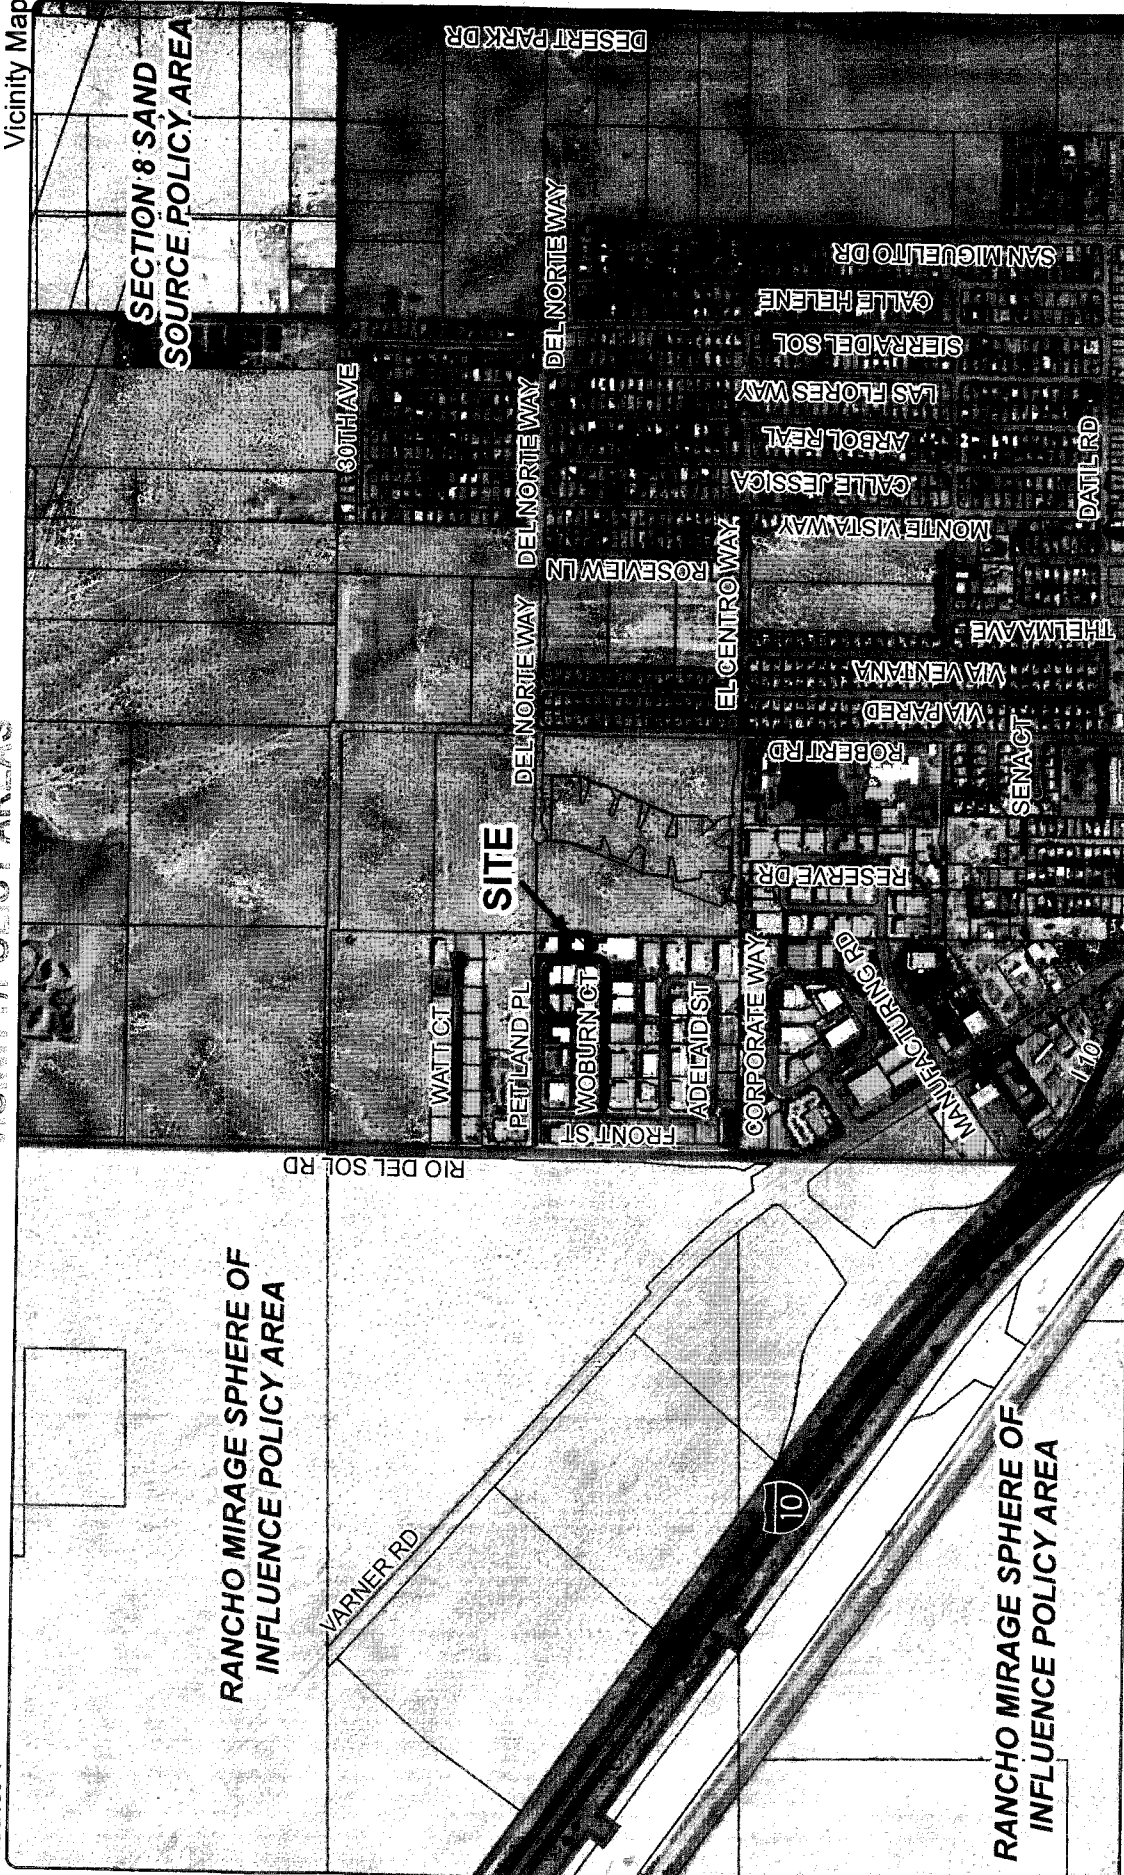 Vicinity Map
SECTION 8 SAND
SOURCE POLICY AREA
DESERT PARK DR
30TH AVE
DEL NORTE WAY
DEL NORTE WAY
DEL NORTE WAY
DEL NORTE WAY
SAN MIGUELITO DR
CALLE HELENE
SIERRA DEL SOL
LAS FLORES WAY
ARBOL REAL
CALLE JESSICA
MONTE VISTA WAY
DATIL RD
ROSEVIEW LN
EL CENTRO WAY
THELMA AVE
VIA VENTANA
VIA PARED
ROBERT RD
SENA CT
RESERVE DR
SITE
WATT CT
PETLAND PL
WOBURN CT
ADELAID ST
CORPORATE WAY
MANUFACTURING RD
FRONT ST
I 10
RIO DEL SOL RD
RANCHO MIRAGE SPHERE OF
INFLUENCE POLICY AREA
VARNER RD
10
RANCHO MIRAGE SPHERE OF
INFLUENCE POLICY AREA